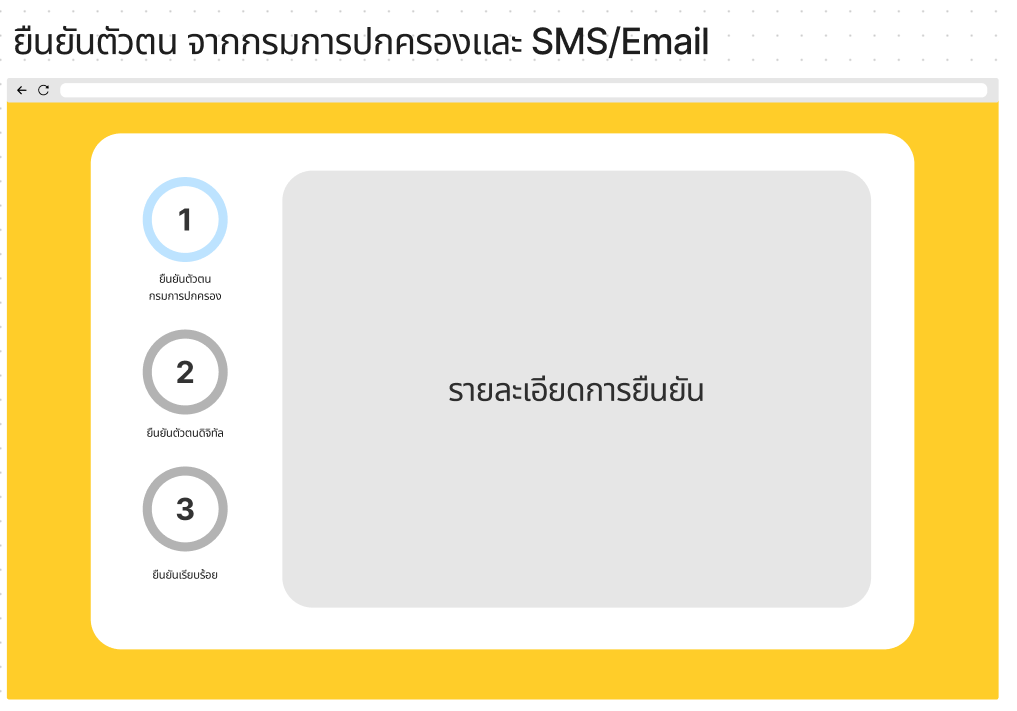 ยืนยันตัวตน จากกรมการปกครองและ SMS/Email
1
ยืนยันตัวตน
กรมการปกครอง
2
ยืนยันตัวตนดิจิทัล
3
ยืนยันเรียบร้อย
รายละเอียดการยืนยัน